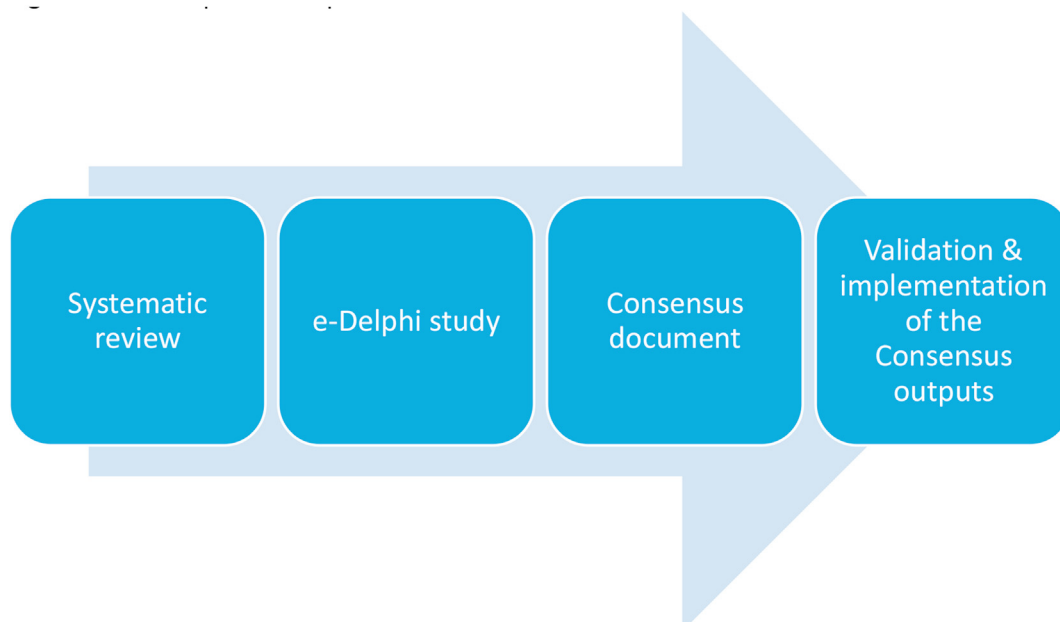 Systematic
review
e-Delphi study
Consensus
document
Validation &
implementation
of the
Consensus
outputs